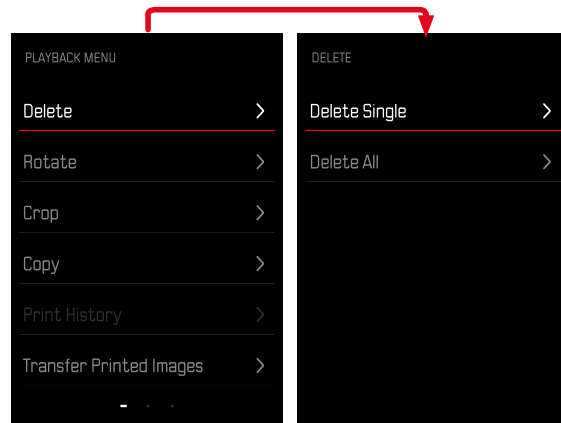 PLAYBACK MENU
Delete
Rotate
Crop
Copy
Print History
Transfer Printed Images
DELETE
Delete Single
Delete All